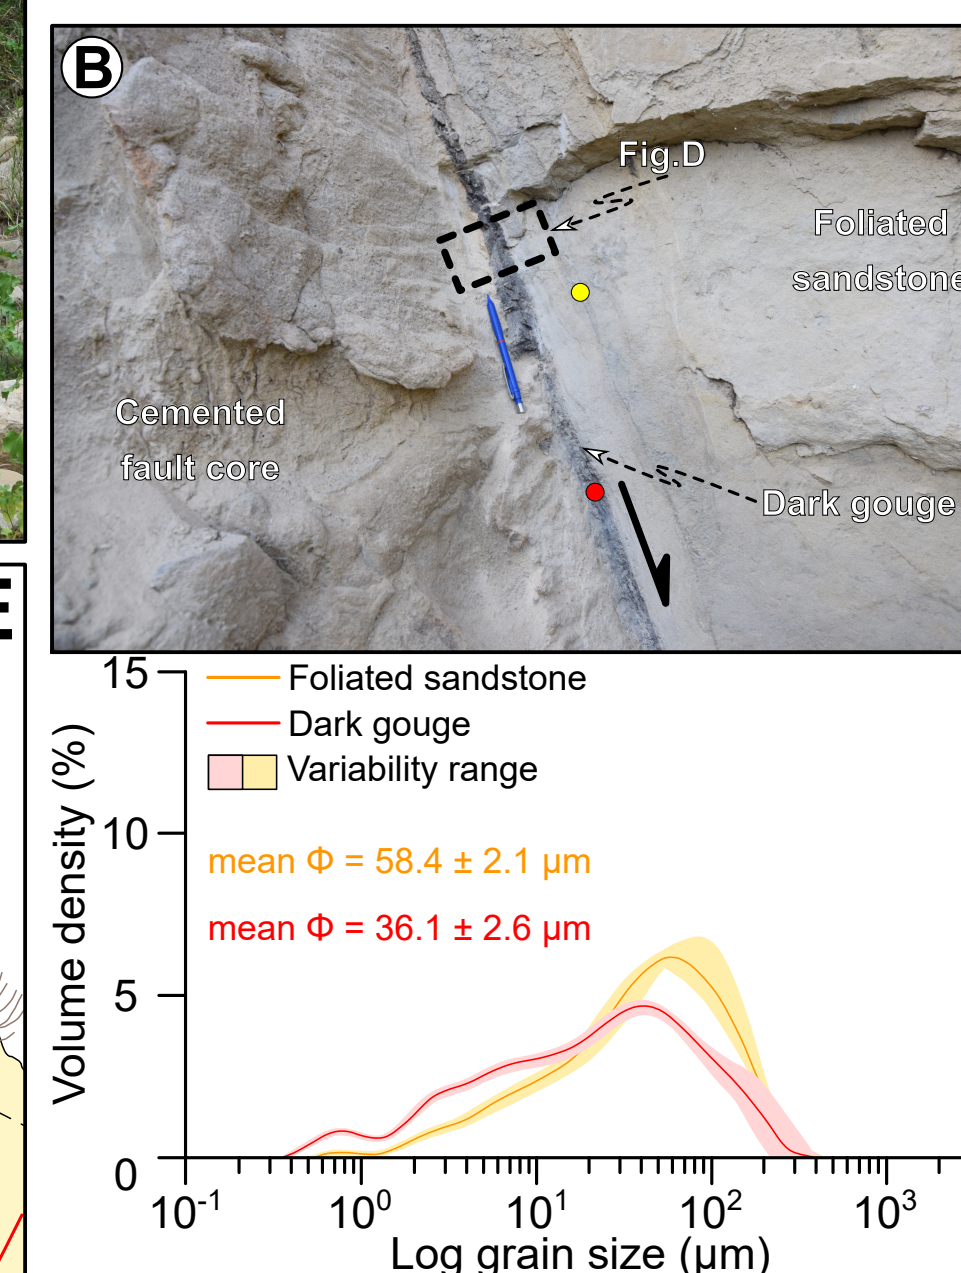 B
Fig.D
Foliated
sandstone
Cemented
fault core
Dark gouge
E
15
10
5
0
Volume density (%)
Foliated sandstone
Dark gouge
Variability range
mean Φ = 58.4 ± 2.1 µm
mean Φ = 36.1 ± 2.6 µm
10⁻¹ 10⁰ 10¹ 10² 10³
Log grain size (µm)